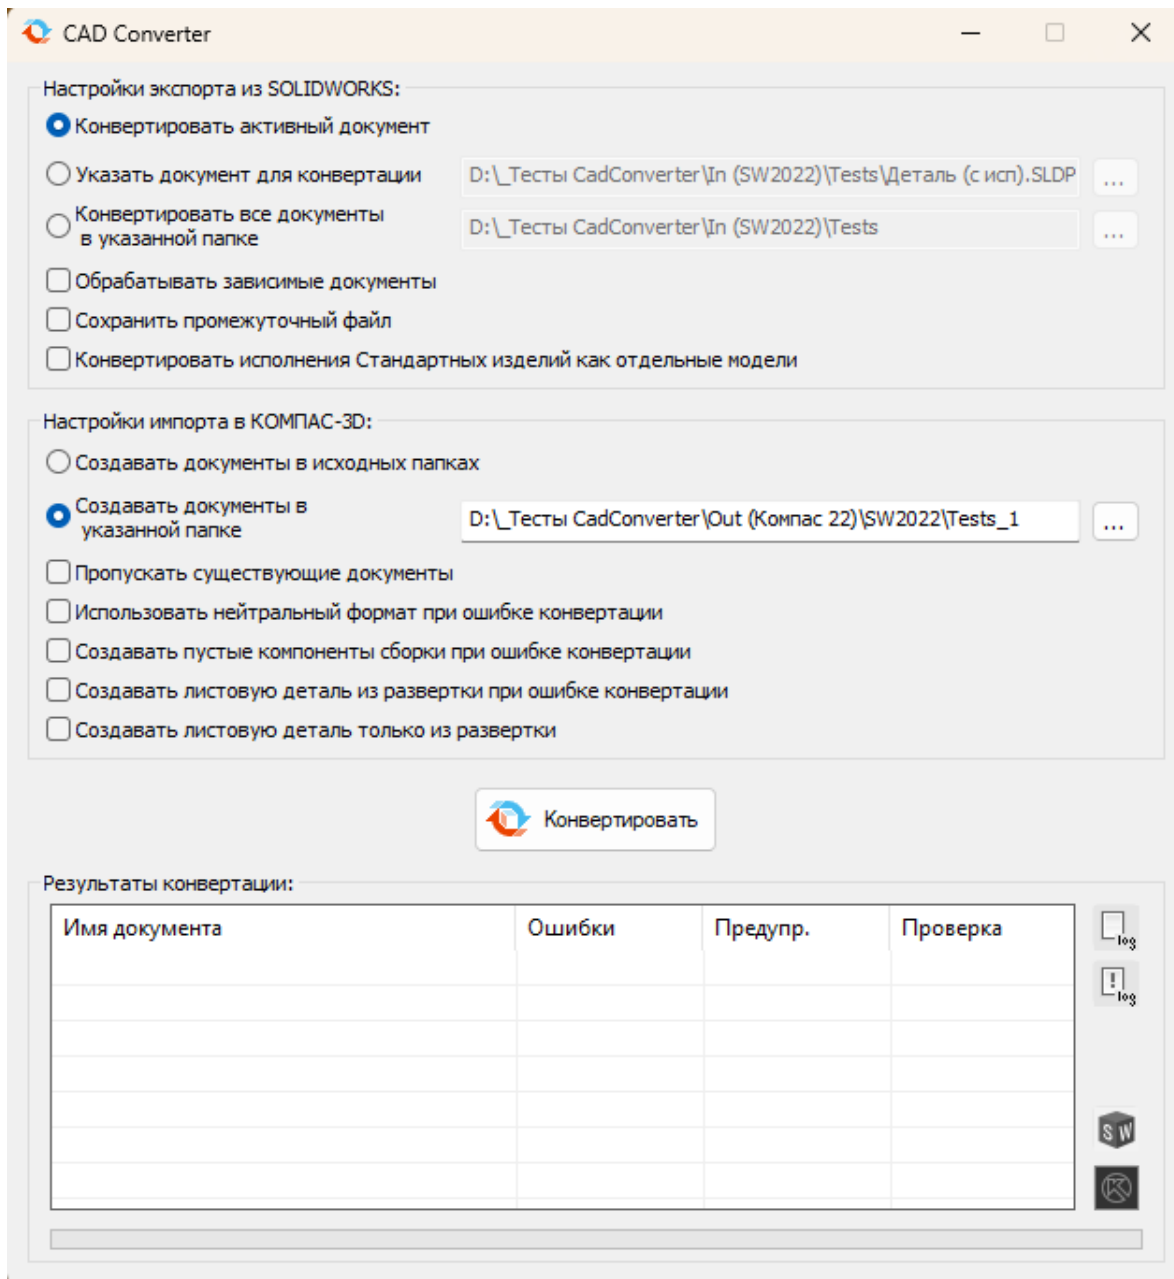 CAD Converter
Настройки экспорта из SOLIDWORKS:
Конвертировать активный документ
Указать документ для конвертации
D:\_Тесты CadConverter\In (SW2022)\Tests\Деталь (с исп).SLDP
...
Конвертировать все документы
в указанной папке
D:\_Тесты CadConverter\In (SW2022)\Tests
...
Обрабатывать зависимые документы
Сохранить промежуточный файл
Конвертировать исполнения Стандартных изделий как отдельные модели
Настройки импорта в КОМПАС-3D:
Создавать документы в исходных папках
Создавать документы в
указанной папке
D:\_Тесты CadConverter\Out (Компас 22)\SW2022\Tests_1
...
Пропускать существующие документы
Использовать нейтральный формат при ошибке конвертации
Создавать пустые компоненты сборки при ошибке конвертации
Создавать листовую деталь из развертки при ошибке конвертации
Создавать листовую деталь только из развертки
Конвертировать
Результаты конвертации:
Имя документа Ошибки Предупр. Проверка
log
! log
S W
K